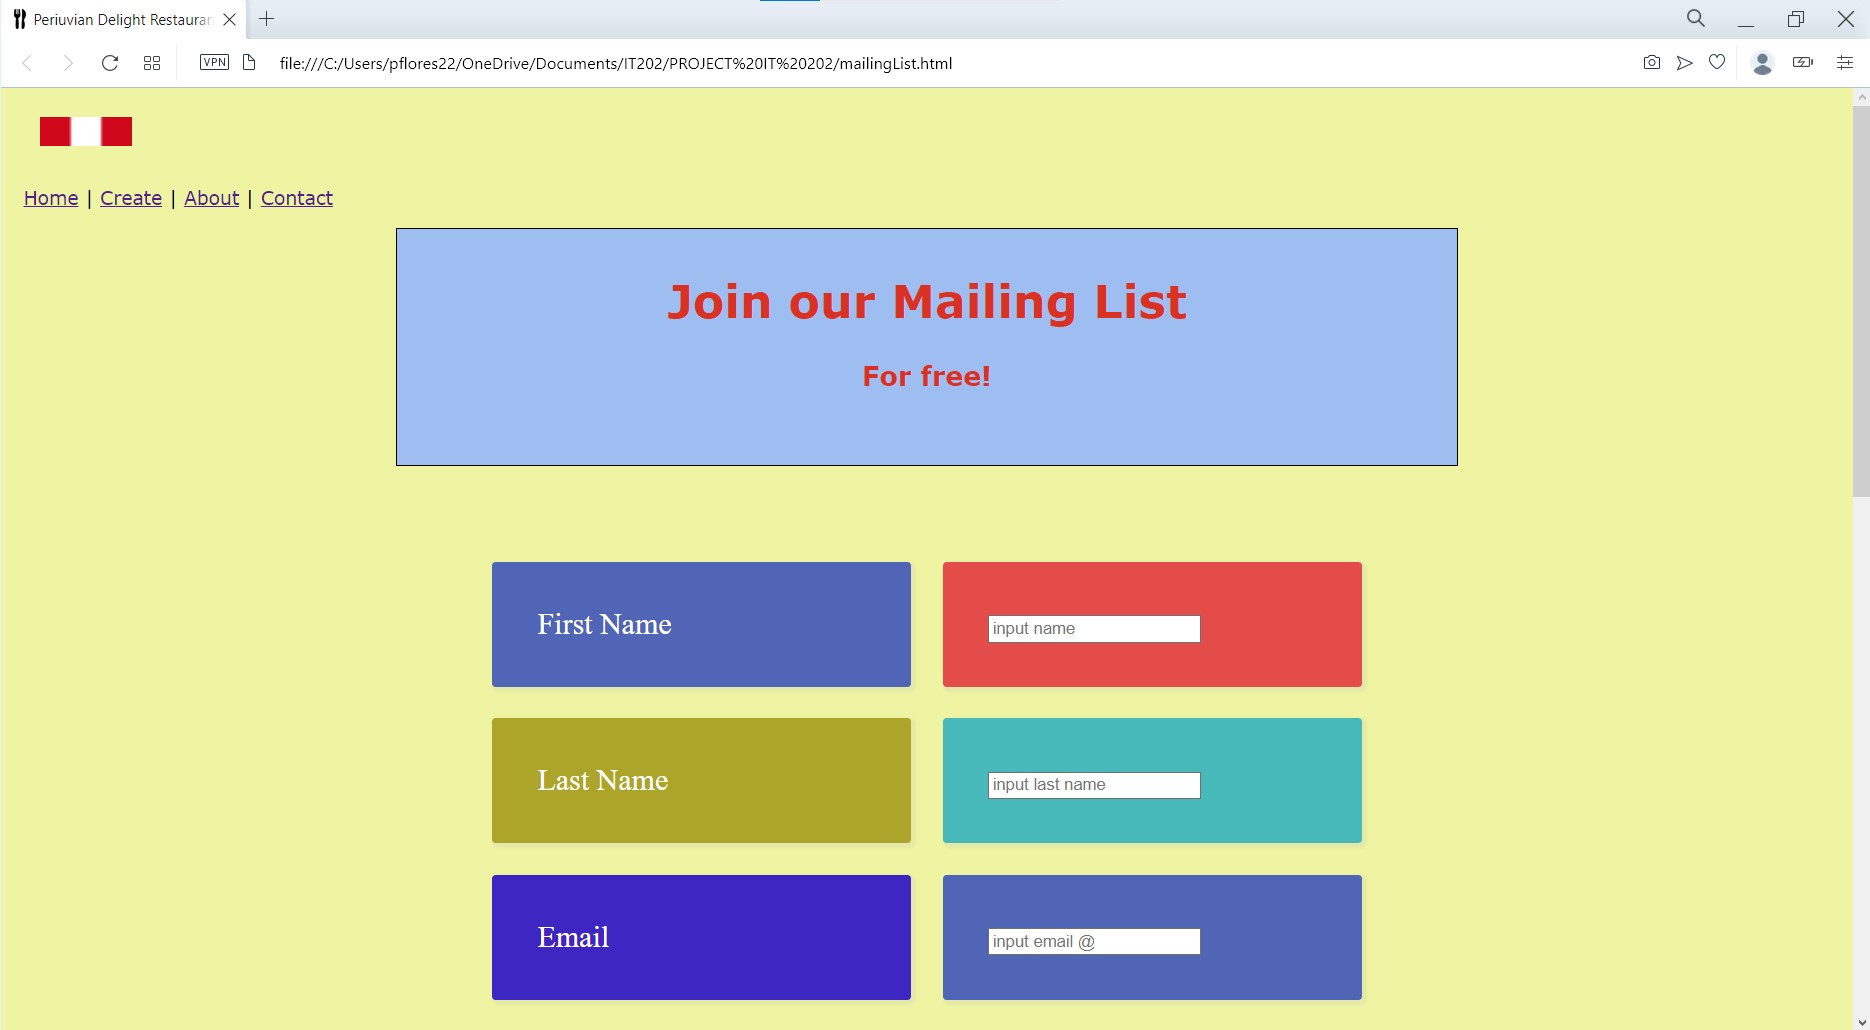 Periuvian Delight Restauran
VPN file:///C:/Users/pflores22/OneDrive/Documents/IT202/PROJECT%20IT%20202/mailingList.html
Home | Create | About | Contact
Join our Mailing List
For free!
First Name
input name
Last Name
input last name
Email
input email @